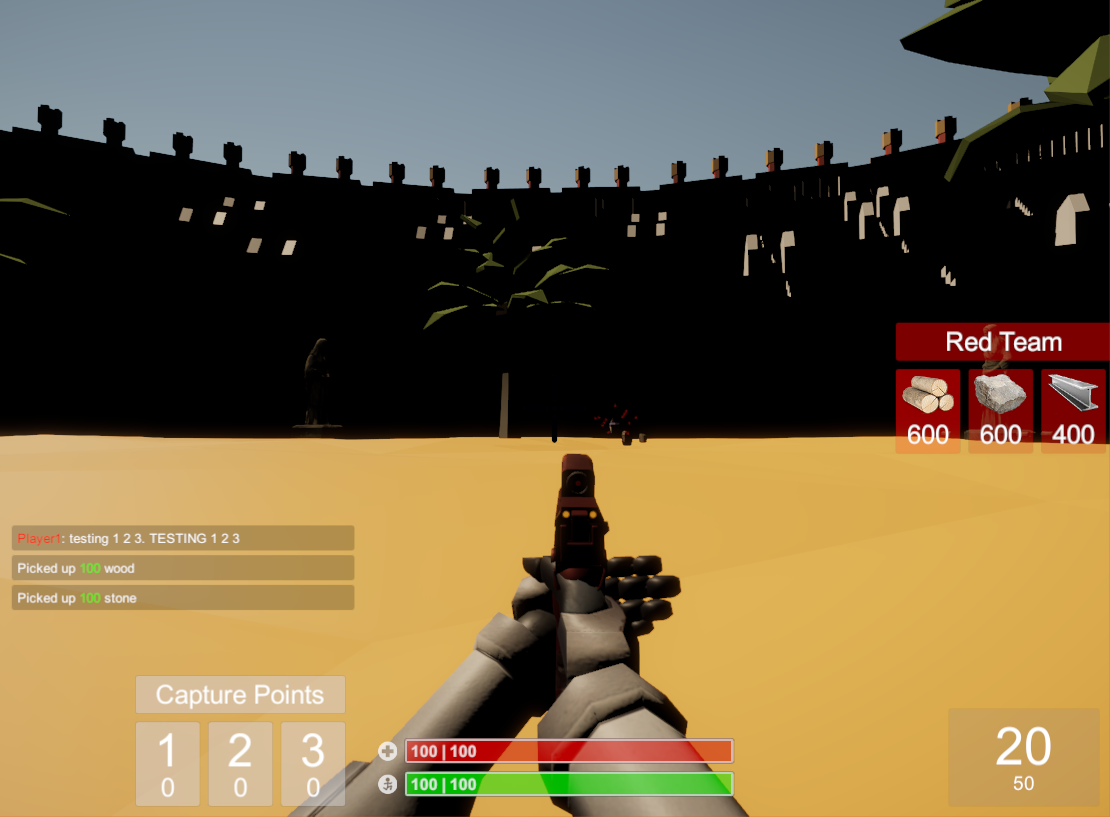 Red Team
600 600 400
Player1: testing 1 2 3. TESTING 1 2 3
Picked up 100 wood
Picked up 100 stone
Capture Points
1 2 3
0 0 0
100 | 100
100 | 100
20
50